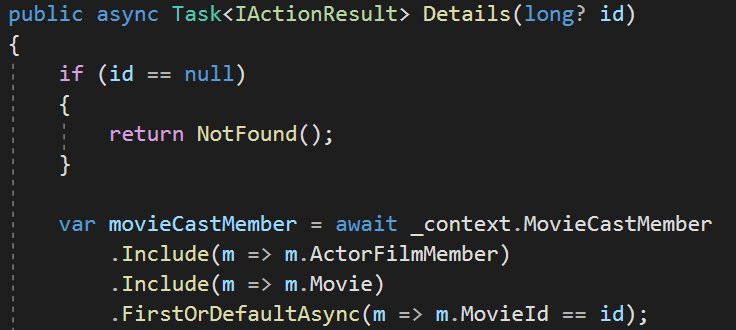 public async Task<IActionResult> Details(long? id)
{
if (id == null)
{
return NotFound();
}
var movieCastMember = await _context.MovieCastMember
.Include(m => m.ActorFilmMember)
.Include(m => m.Movie)
.FirstOrDefaultAsync(m => m.MovieId == id);